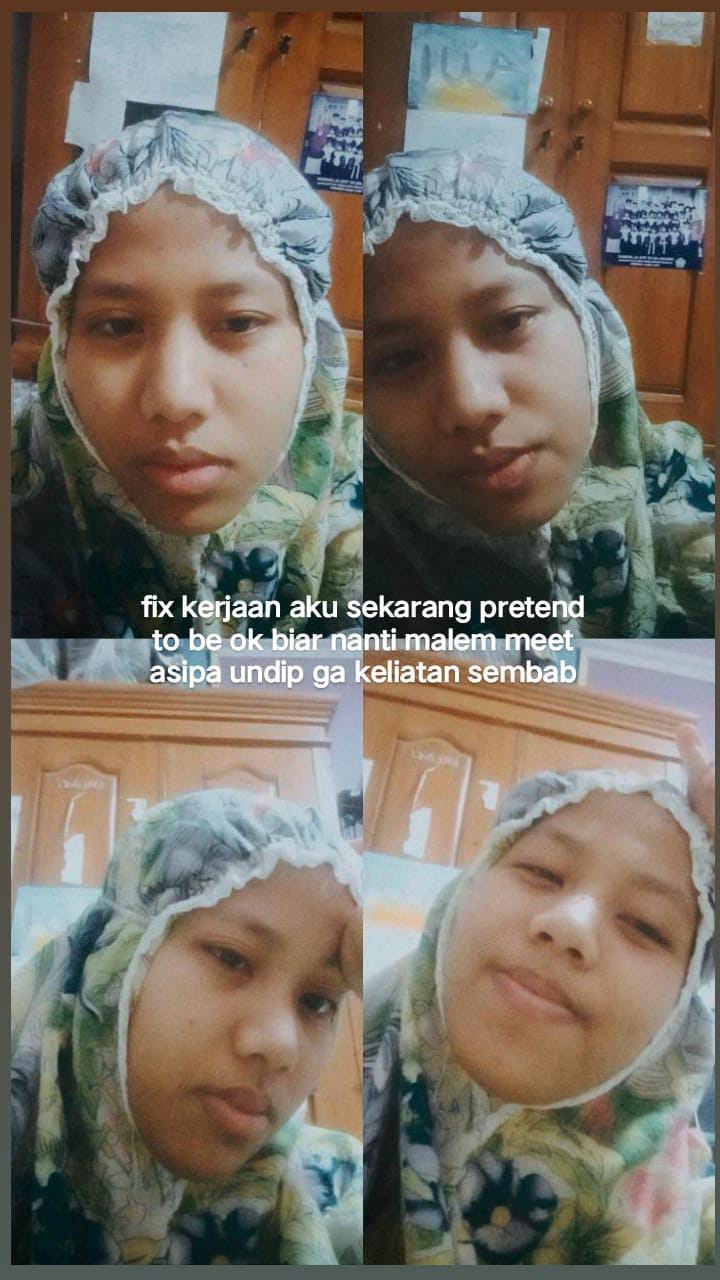 fix kerjaan aku sekarang pretend
to be ok biar nanti malem meet
asipa undip ga keliatan sembab